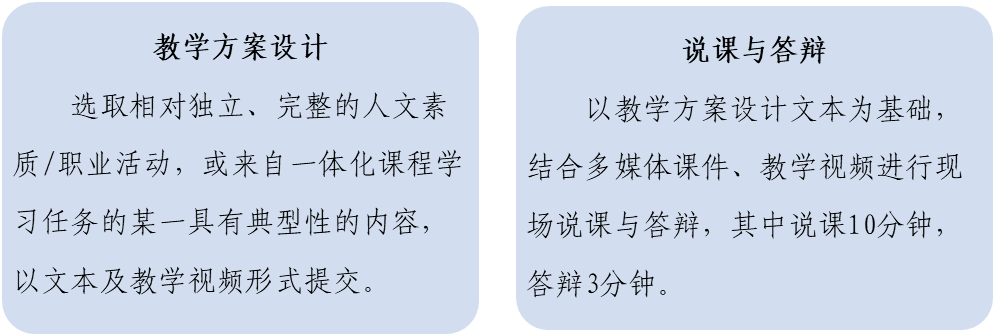 教学方案设计
选取相对独立、完整的人文素
质/职业活动，或来自一体化课程学
习任务的某一具有典型性的内容，
以文本及教学视频形式提交。
说课与答辩
以教学方案设计文本为基础，
结合多媒体课件、教学视频进行现
场说课与答辩，其中说课10分钟，
答辩3分钟。